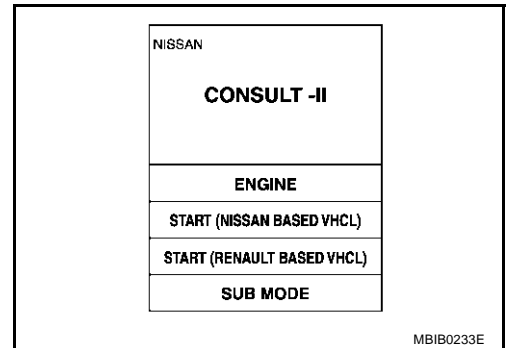 NISSAN
CONSULT -II
ENGINE
START (NISSAN BASED VHCL)
START (RENAULT BASED VHCL)
SUB MODE
MBIB0233E